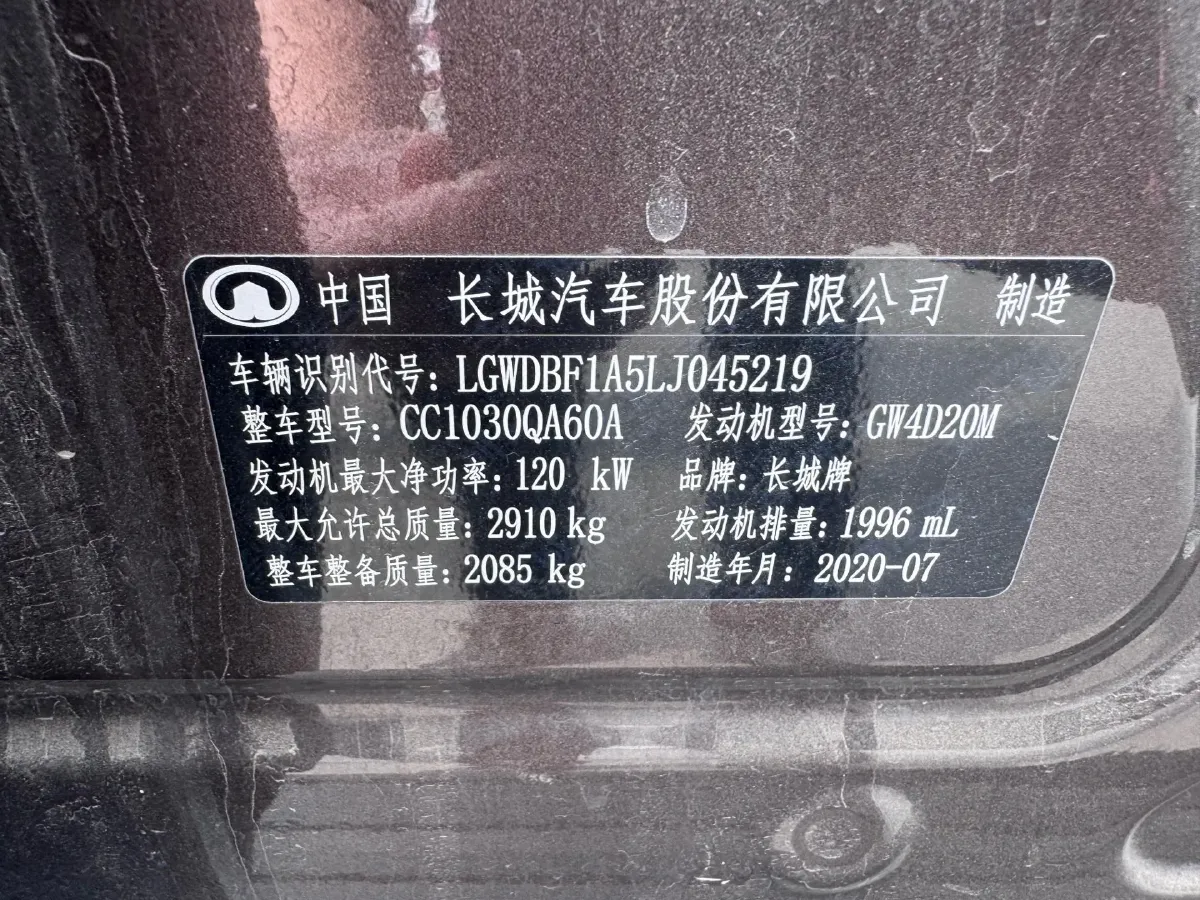 中国 长城汽车股份有限公司 制造
车辆识别代号：LGWDBF1A5LJ045219
整车型号：CC1030QA60A 发动机型号：GW4D20M
发动机最大净功率：120 kW 品牌：长城牌
最大允许总质量：2910 kg 发动机排量：1996 mL
整车整备质量：2085 kg 制造年月：2020-07